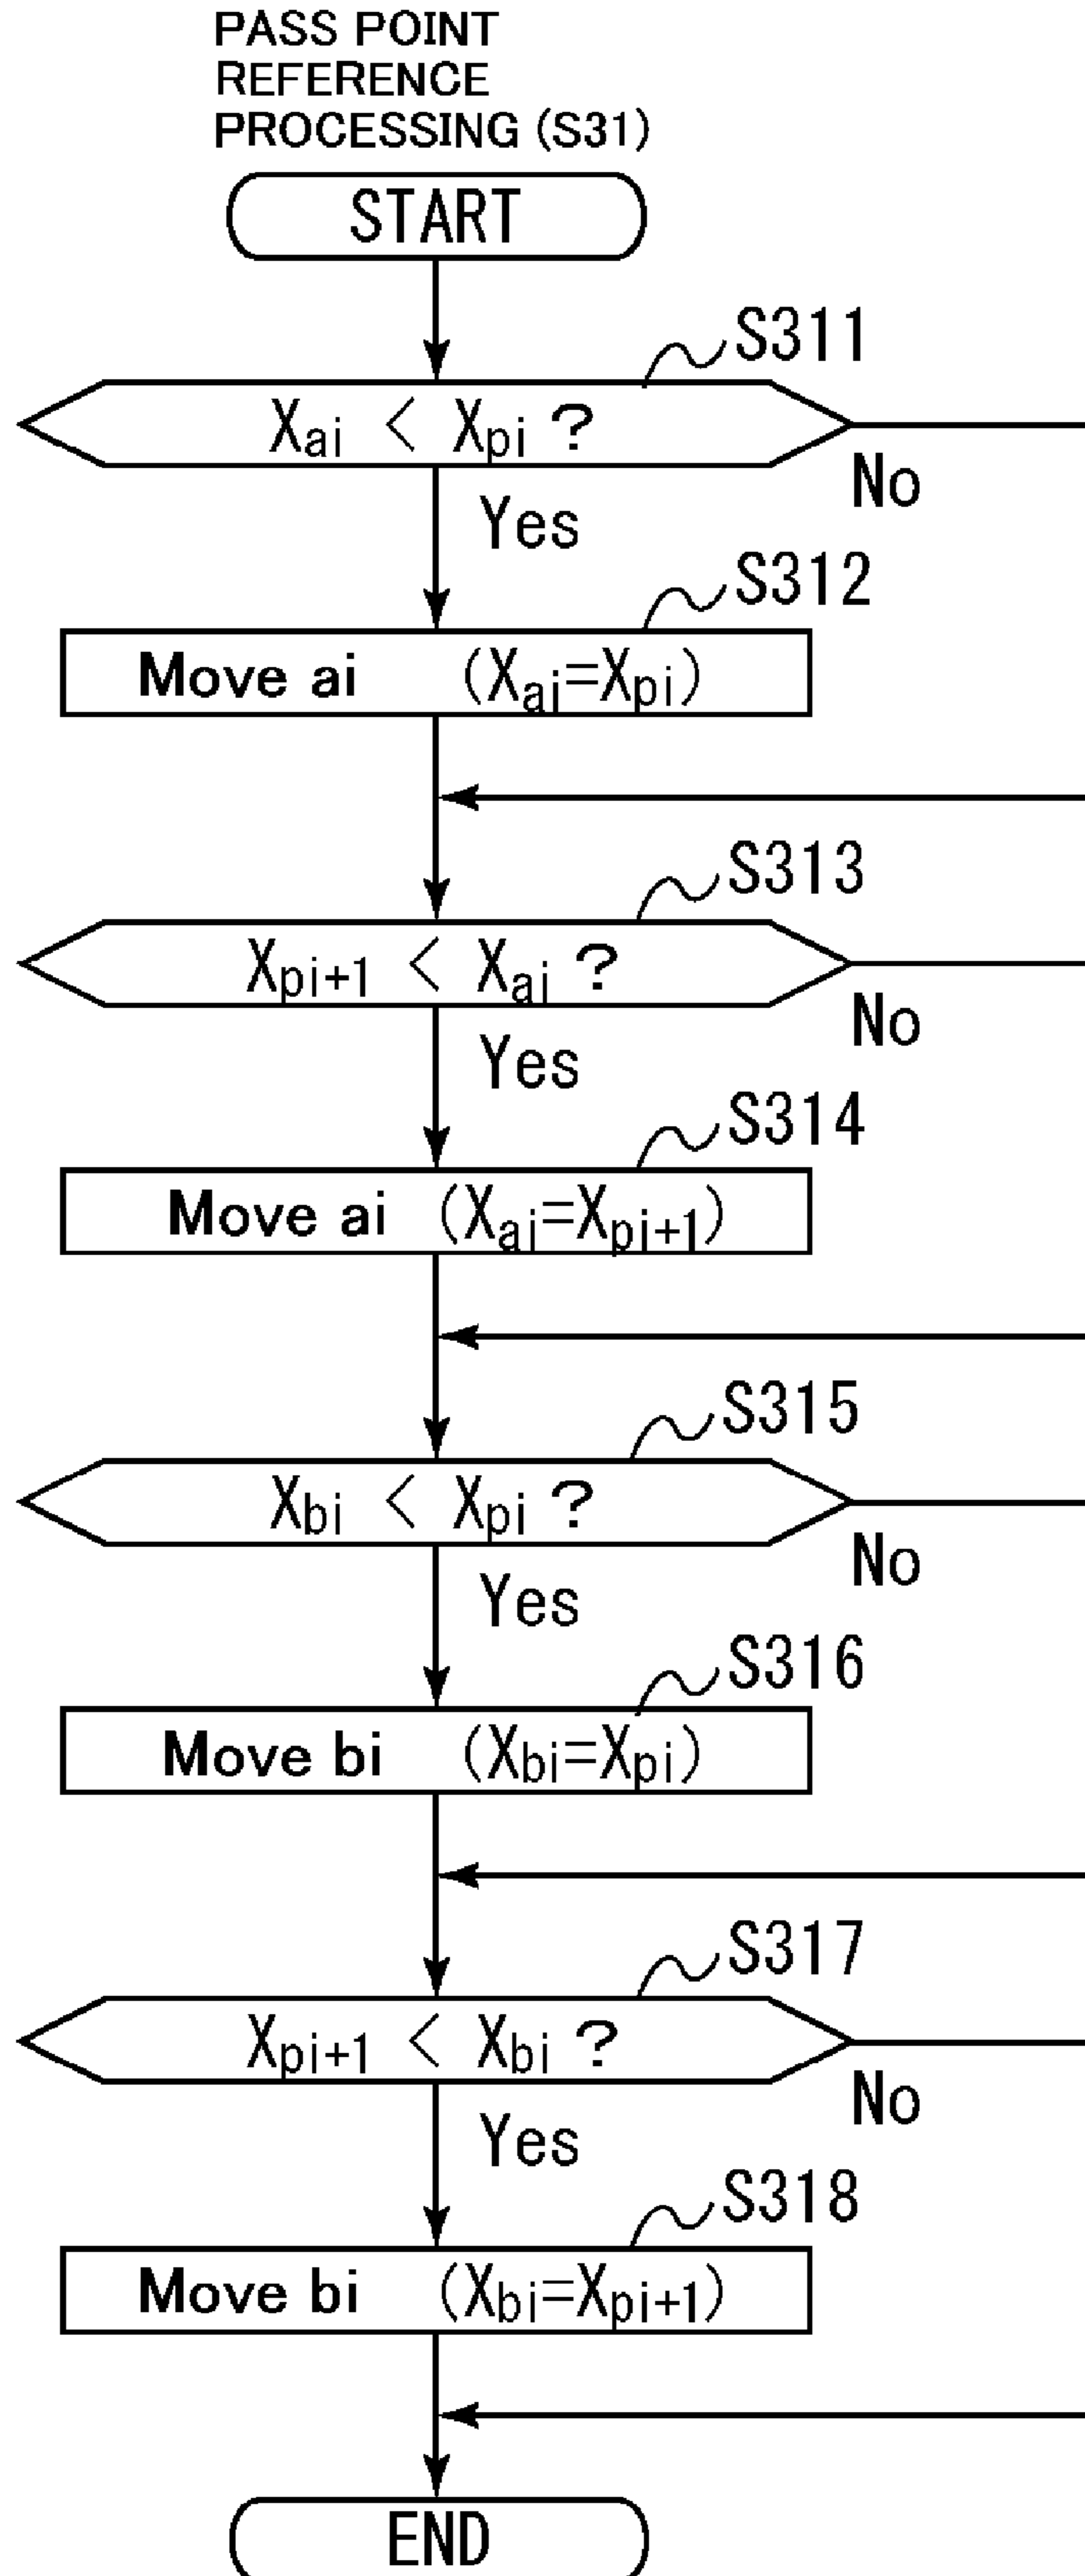 PASS POINT
REFERENCE
PROCESSING (S31)
START
S311
Xai < Xpi ?
No
Yes
S312
Move ai (Xai=Xpi)
S313
Xpi+1 < Xai ?
No
Yes
S314
Move ai (Xai=Xpi+1)
S315
Xbi < Xpi ?
No
Yes
S316
Move bi (Xbi=Xpi)
S317
Xpi+1 < Xbi ?
No
Yes
S318
Move bi (Xbi=Xpi+1)
END